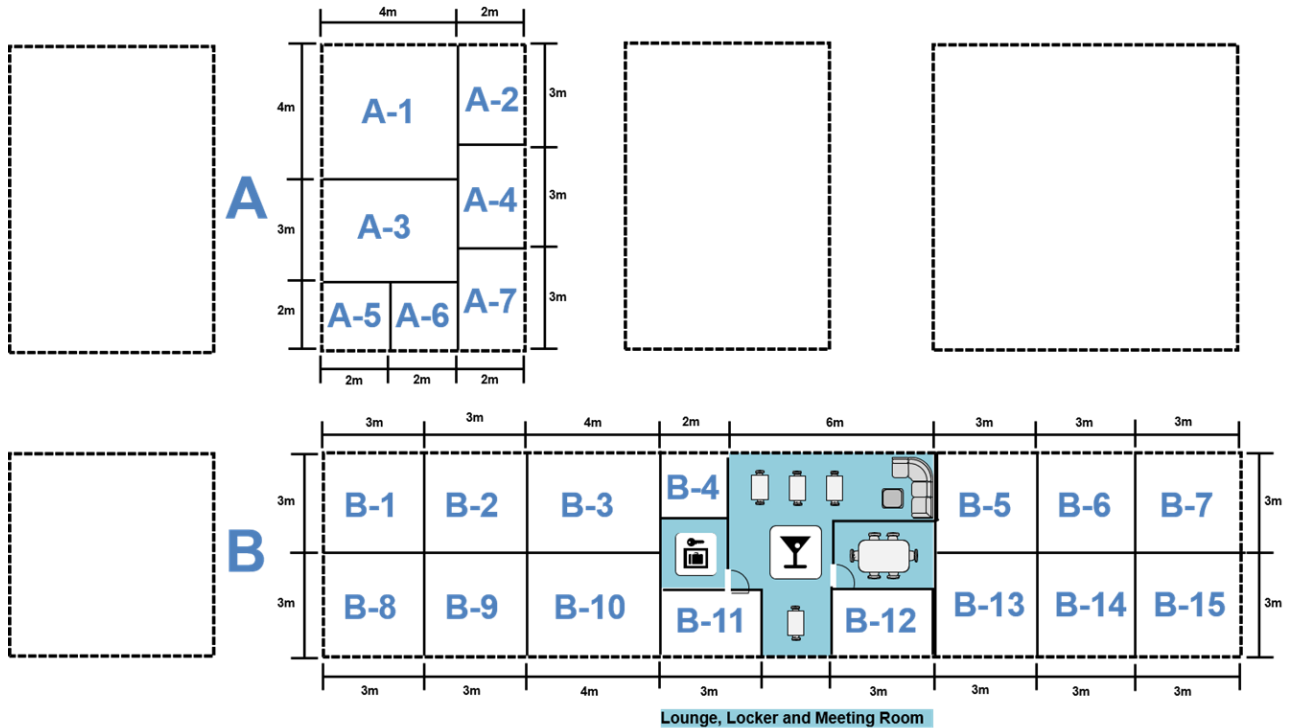 4m 2m
4m A-1 A-2 3m
A
A-3 A-4 3m
3m
A-5 A-6 A-7 3m
2m
2m 2m 2m
3m 3m 4m 2m 6m 3m 3m 3m
3m B-1 B-2 B-3 B-4 B-5 B-6 B-7 3m
B
3m B-8 B-9 B-10 B-11 B-12 B-13 B-14 B-15 3m
3m 3m 4m 3m 3m 3m 3m 3m
Lounge, Locker and Meeting Room